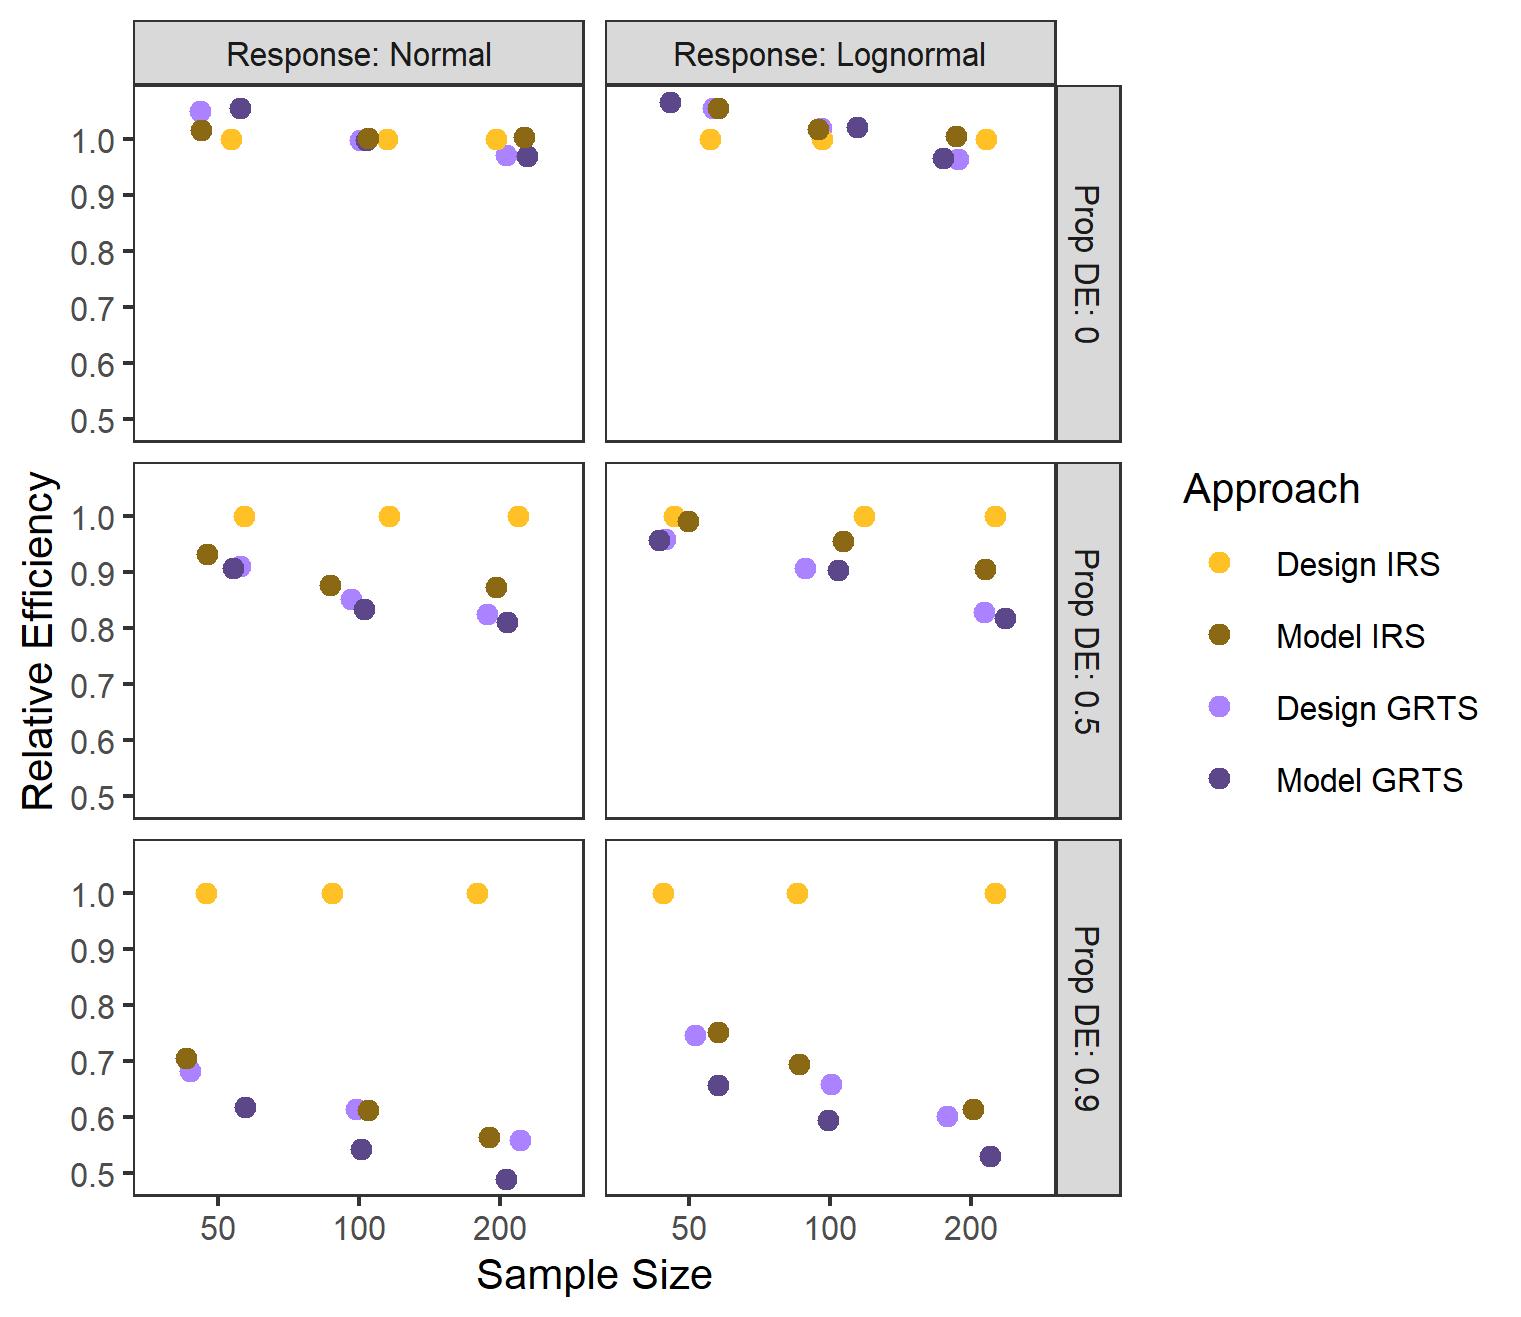 Response: Normal
Response: Lognormal
1.0
0.9
0.8
0.7
0.6
0.5
Prop DE: 0
1.0
0.9
0.8
0.7
0.6
0.5
Prop DE: 0.5
1.0
0.9
0.8
0.7
0.6
0.5
Prop DE: 0.9
50
100
200
50
100
200
Relative Efficiency
Sample Size
Approach
Design IRS
Model IRS
Design GRTS
Model GRTS